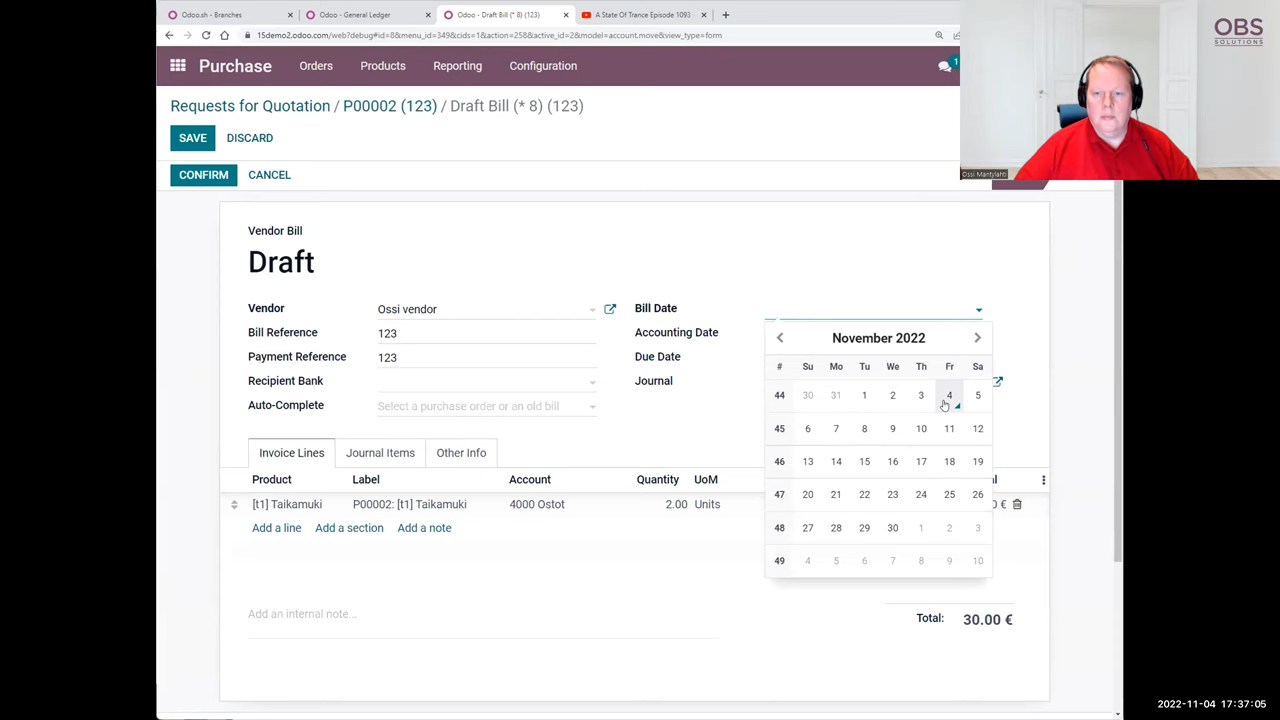 Odoo.sh - Branches
Odoo - General Ledger
Odoo - Draft Bill (* 8) (123)
A State Of Trance Episode 1093
15demo2.odoo.com/web?debug#id=8&menu_id=349&cids=1&action=258&active_id=2&model=account.move&view_type=form
OBS
SOLUTIONS
Purchase
Orders
Products
Reporting
Configuration
1
Requests for Quotation / P00002 (123) / Draft Bill (* 8) (123)
SAVE
DISCARD
CONFIRM
CANCEL
Ossi Mantylahti
Vendor Bill
Draft
Vendor
Ossi vendor
Bill Date
Bill Reference
123
Accounting Date
Payment Reference
123
Due Date
Recipient Bank
Journal
Auto-Complete
Select a purchase order or an old bill
November 2022
# Su Mo Tu We Th Fr Sa
44 30 31 1 2 3 4 5
45 6 7 8 9 10 11 12
46 13 14 15 16 17 18 19
47 20 21 22 23 24 25 26
48 27 28 29 30 1 2 3
49 4 5 6 7 8 9 10
Invoice Lines
Journal Items
Other Info
Product Label Account Quantity UoM
[t1] Taikamuki P00002: [t1] Taikamuki 4000 Ostot 2.00 Units
Add a line Add a section Add a note
Add an internal note...
Total: 30.00 €
2022-11-04 17:37:05